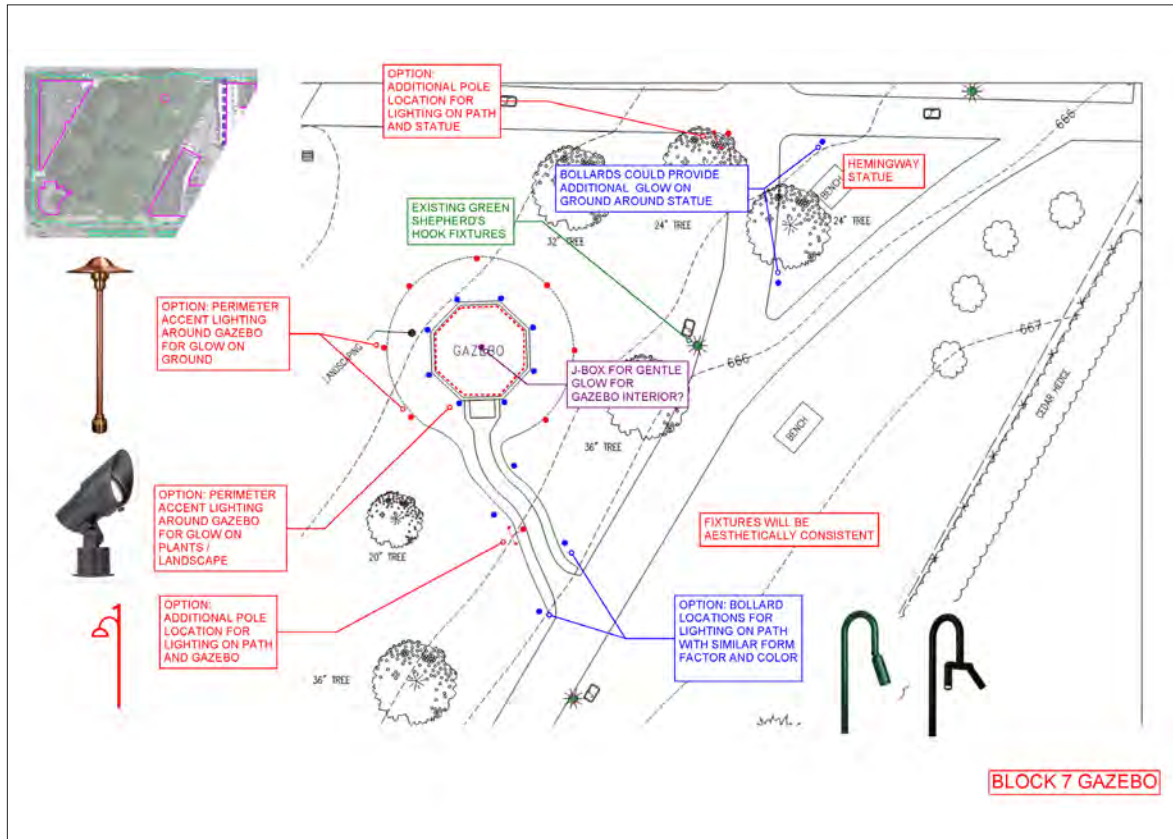 OPTION:
ADDITIONAL POLE
LOCATION FOR
LIGHTING ON PATH
AND STATUE
666
BOLLARDS COULD PROVIDE
ADDITIONAL GLOW ON
GROUND AROUND STATUE
HEMINGWAY
STATUE
BENCH
EXISTING GREEN
SHEPHERD'S
HOOK FIXTURES
32" TREE
24" TREE
24" TREE
OPTION: PERIMETER
ACCENT LIGHTING
AROUND GAZEBO
FOR GLOW ON
GROUND
LANDSCAPING
GAZEBO
J-BOX FOR GENTLE
GLOW FOR
GAZEBO INTERIOR?
666
667
CEDAR HEDGE
BENCH
36" TREE
OPTION: PERIMETER
ACCENT LIGHTING
AROUND GAZEBO
FOR GLOW ON
PLANTS /
LANDSCAPE
20" TREE
FIXTURES WILL BE
AESTHETICALLY CONSISTENT
OPTION:
ADDITIONAL POLE
LOCATION FOR
LIGHTING ON PATH
AND GAZEBO
OPTION: BOLLARD
LOCATIONS FOR
LIGHTING ON PATH
WITH SIMILAR FORM
FACTOR AND COLOR
36" TREE
BLOCK 7 GAZEBO